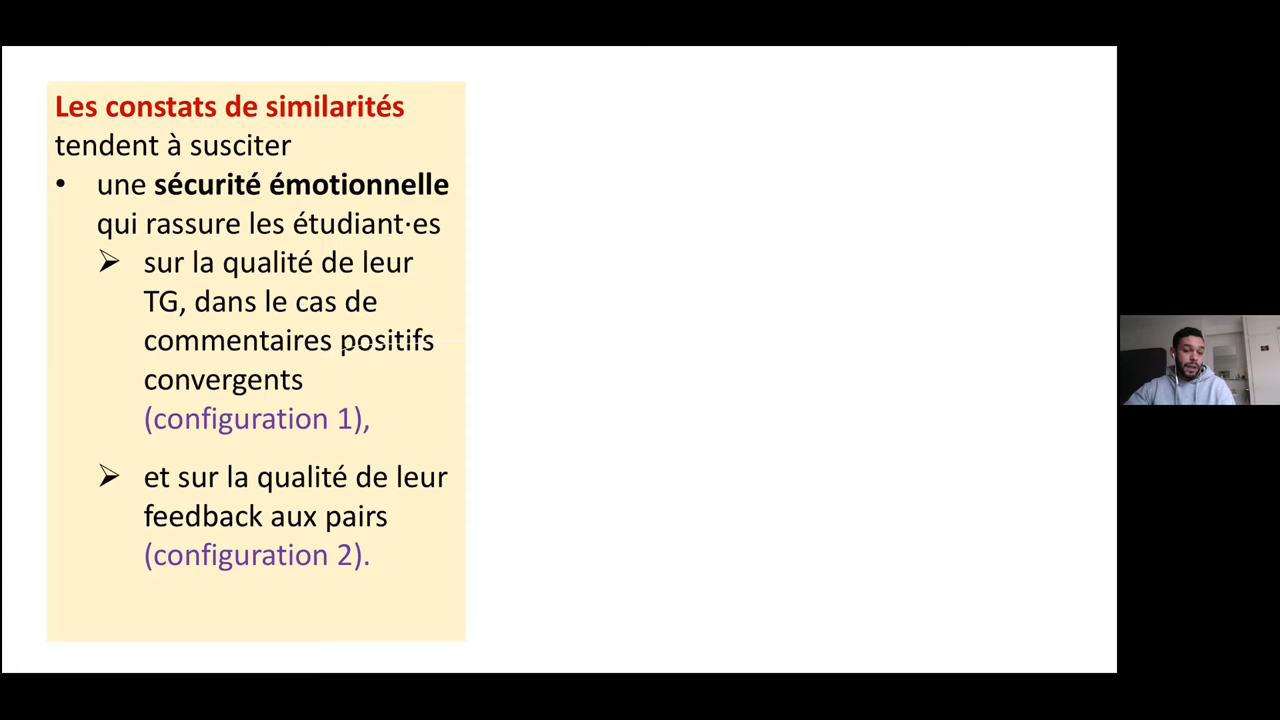 Les constats de similarités
tendent à susciter
• une sécurité émotionnelle
qui rassure les étudiant·es
➢ sur la qualité de leur
TG, dans le cas de
commentaires positifs
convergents
(configuration 1),
➢ et sur la qualité de leur
feedback aux pairs
(configuration 2).